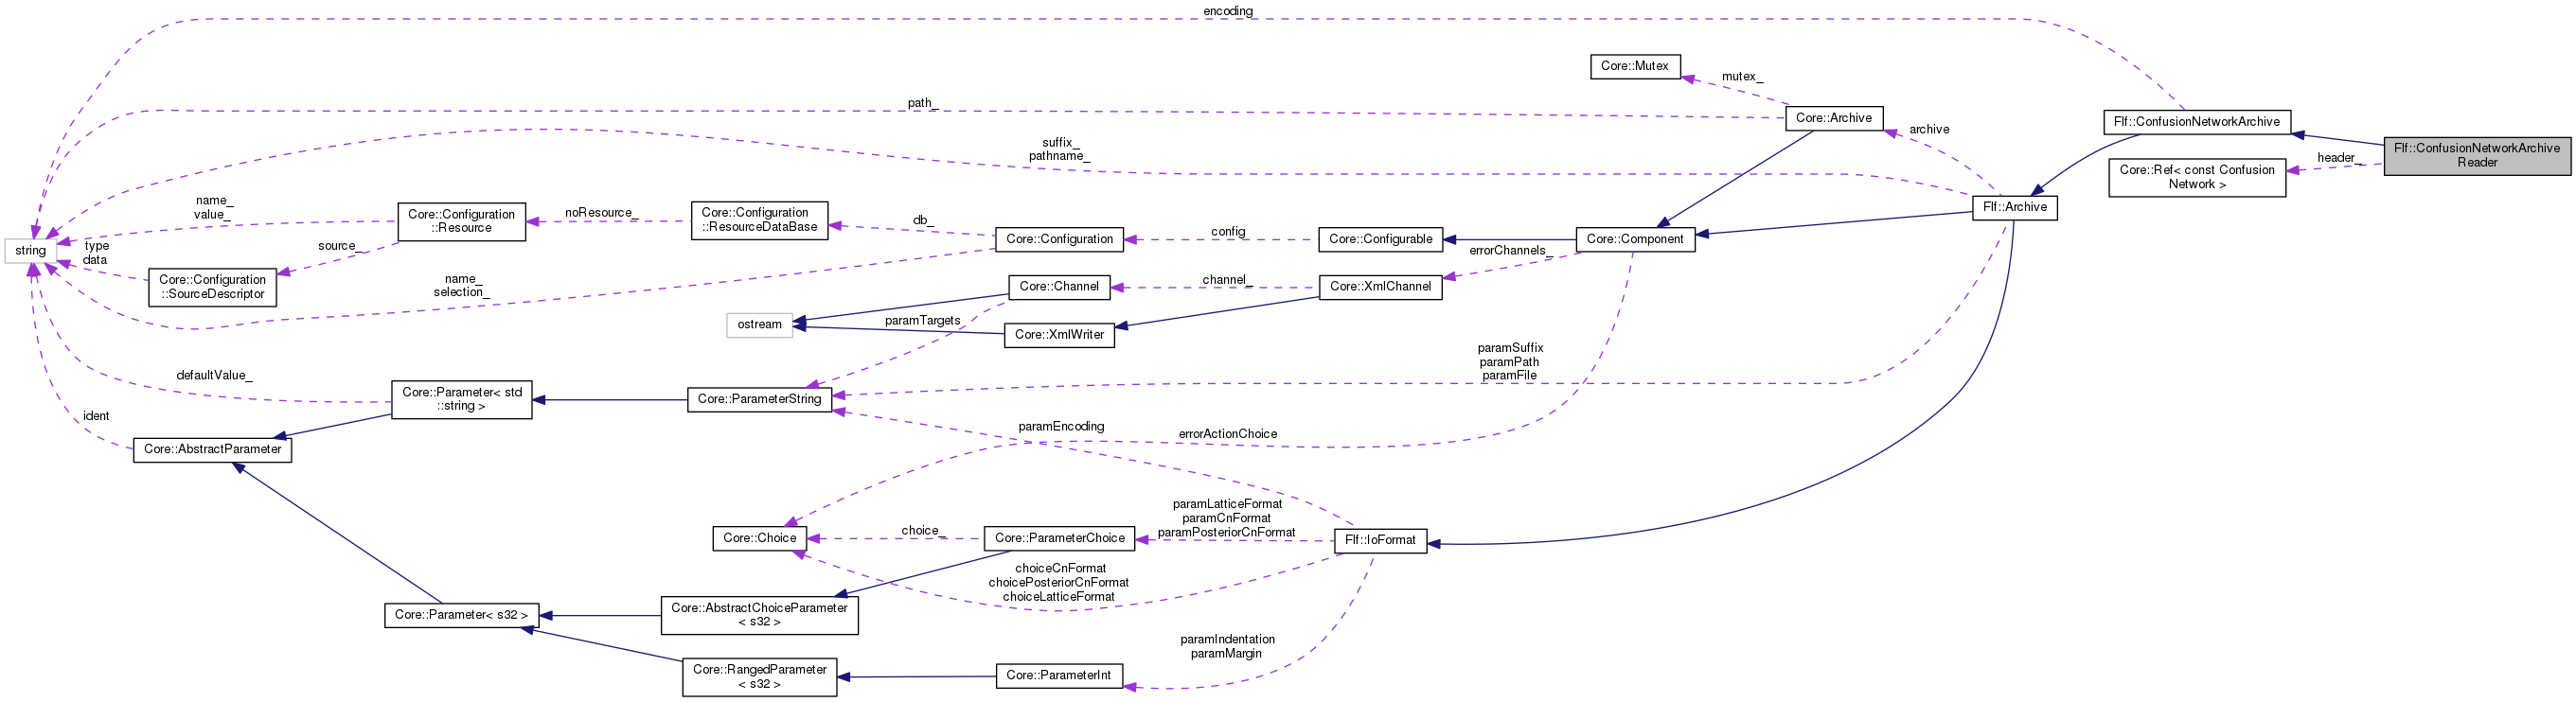 encoding
Core::Mutex
mutex_
path_
Core::Archive
archive
Flf::ConfusionNetworkArchive
Flf::ConfusionNetworkArchive
Reader
header_
Core::Ref< const Confusion
Network >
suffix_
pathname_
Flf::Archive
name_
value_
Core::Configuration
::Resource
noResource_
Core::Configuration
::ResourceDataBase
db_
Core::Configuration
config
Core::Configurable
Core::Component
string
type
data
source_
errorChannels_
Core::Configuration
::SourceDescriptor
name_
selection_
Core::Channel
channel_
Core::XmlChannel
ostream
paramTargets
Core::XmlWriter
paramSuffix
paramPath
paramFile
defaultValue_
Core::Parameter< std
::string >
Core::ParameterString
ident
Core::AbstractParameter
paramEncoding
errorActionChoice
Core::Choice
choice_
Core::ParameterChoice
paramLatticeFormat
paramCnFormat
paramPosteriorCnFormat
Flf::IoFormat
choiceCnFormat
choicePosteriorCnFormat
choiceLatticeFormat
Core::Parameter< s32 >
Core::AbstractChoiceParameter
< s32 >
paramIndentation
paramMargin
Core::RangedParameter
< s32 >
Core::ParameterInt